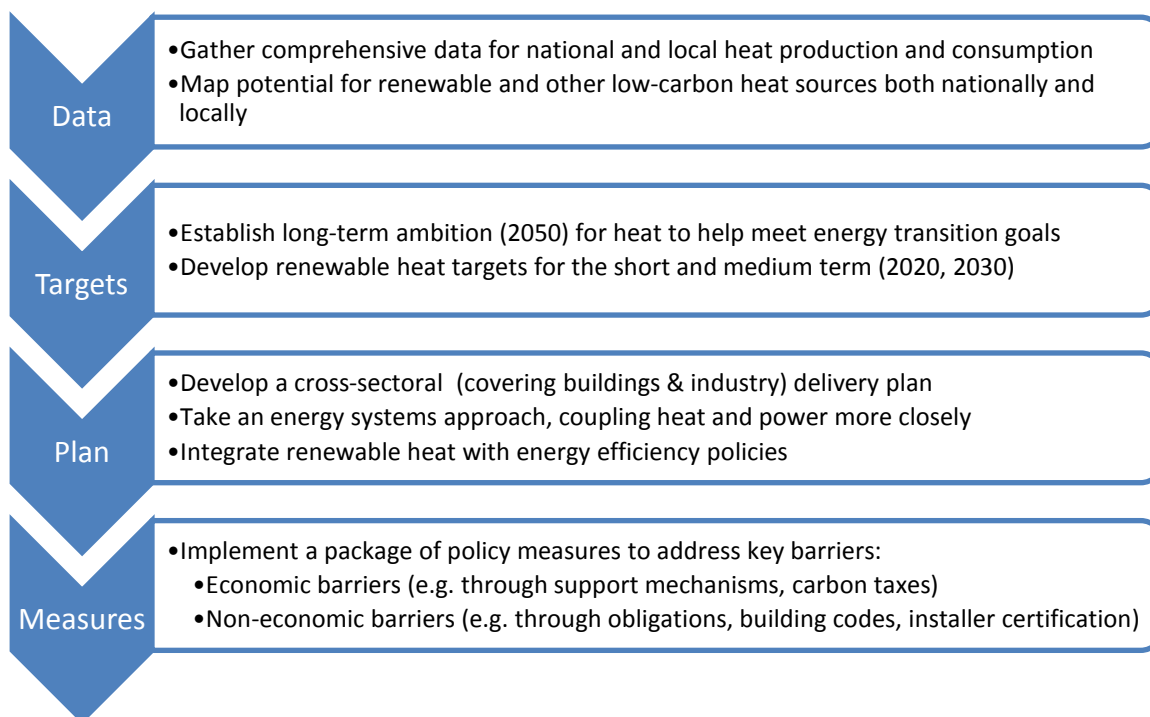 Data
•Gather comprehensive data for national and local heat production and consumption
•Map potential for renewable and other low-carbon heat sources both nationally and
locally
Targets
•Establish long-term ambition (2050) for heat to help meet energy transition goals
•Develop renewable heat targets for the short and medium term (2020, 2030)
Plan
•Develop a cross-sectoral (covering buildings & industry) delivery plan
•Take an energy systems approach, coupling heat and power more closely
•Integrate renewable heat with energy efficiency policies
Measures
•Implement a package of policy measures to address key barriers:
•Economic barriers (e.g. through support mechanisms, carbon taxes)
•Non-economic barriers (e.g. through obligations, building codes, installer certification)